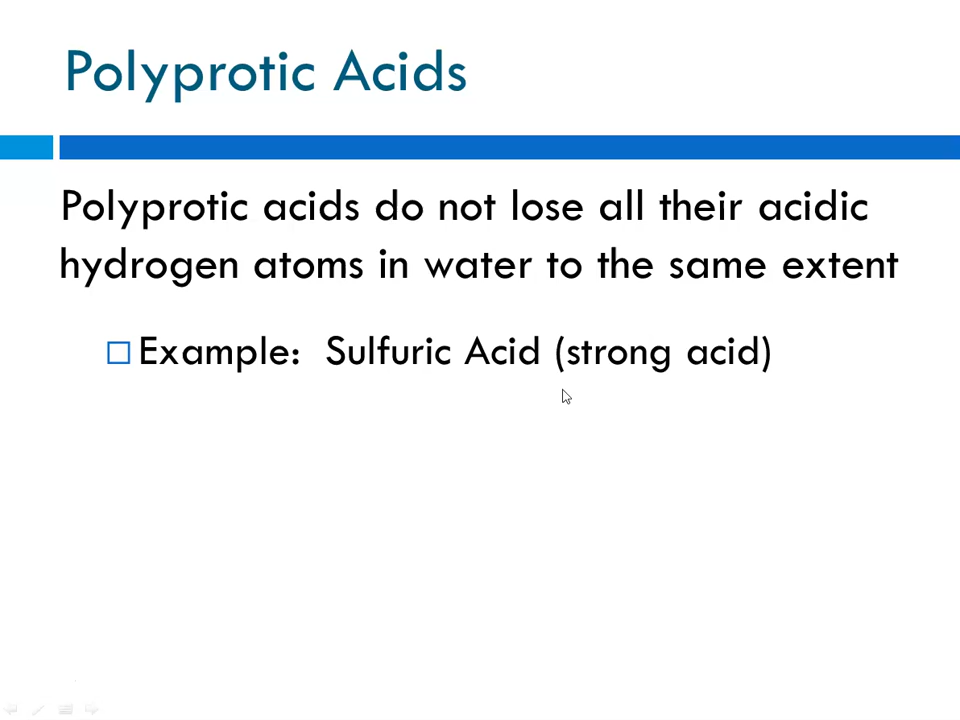 Polyprotic Acids
Polyprotic acids do not lose all their acidic
hydrogen atoms in water to the same extent
Example:  Sulfuric Acid (strong acid)